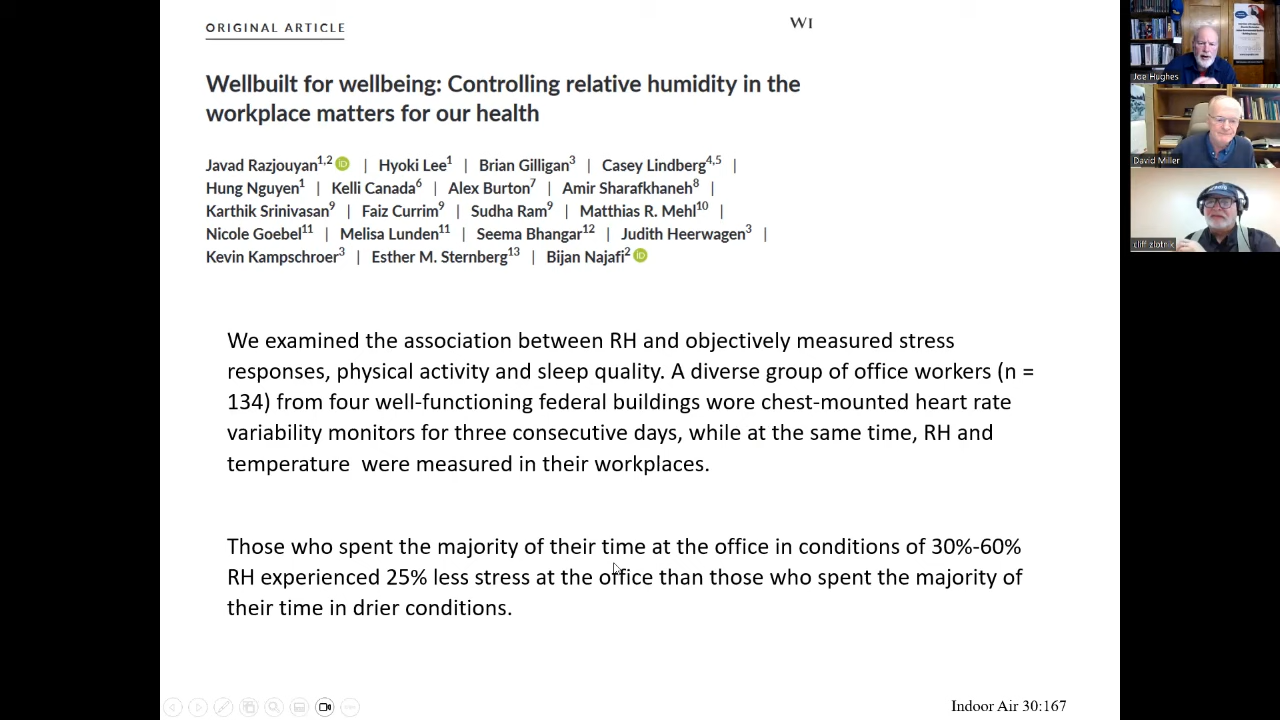 ORIGINAL ARTICLE
WI
Wellbuilt for wellbeing: Controlling relative humidity in the
workplace matters for our health
Javad Razjouyan1,2 | Hyoki Lee1 | Brian Gilligan3 | Casey Lindberg4,5 |
Hung Nguyen1 | Kelli Canada6 | Alex Burton7 | Amir Sharafkhaneh8 |
Karthik Srinivasan9 | Faiz Currim9 | Sudha Ram9 | Matthias R. Mehl10 |
Nicole Goebel11 | Melisa Lunden11 | Seema Bhangar12 | Judith Heerwagen3 |
Kevin Kampschroer3 | Esther M. Sternberg13 | Bijan Najafi2
We examined the association between RH and objectively measured stress
responses, physical activity and sleep quality. A diverse group of office workers (n =
134) from four well-functioning federal buildings wore chest-mounted heart rate
variability monitors for three consecutive days, while at the same time, RH and
temperature were measured in their workplaces.
Those who spent the majority of their time at the office in conditions of 30%-60%
RH experienced 25% less stress at the office than those who spent the majority of
their time in drier conditions.
Indoor Air 30:167
Joe Hughes
David Miller
cliff zlotnik